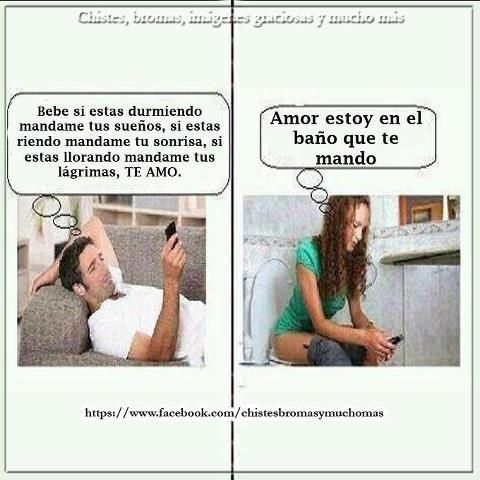 Chistes, bromas, imágenes graciosas y mucho más
Bebe si estas durmiendo
mandame tus sueños, si estas
riendo mandame tu sonrisa, si
estas llorando mandame tus
lágrimas, TE AMO.
Amor estoy en el
baño que te
mando
https://www.facebook.com/chistesbromasymuchomas